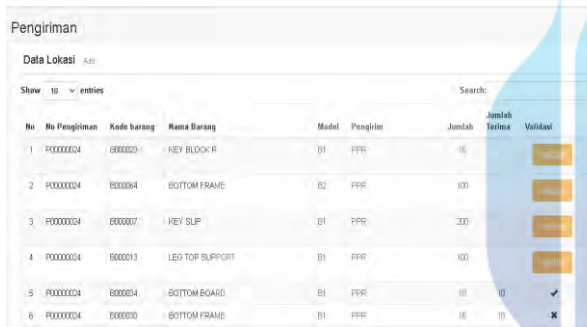 Pengiriman
Data Lokasi Ads
Show 10 entries Search:
No No Pengiriman Kode barang Nama Barang Model Pengirim Jumlah Jumlah Terima Validasi
1 P00000024 B000029 KEY BLOCK R B1 PPR 16
2 P00000024 B000064 BOTTOM FRAME B2 PPR 100
3 P00000024 B000007 KEY SLIP B1 PPR 200
4 P00000024 B000013 LEG TOP SUPPORT B1 PPR 100
5 P00000024 B000034 BOTTOM BOARD B1 PPR 10 10
6 P00000024 B000030 BOTTOM FRAME B1 PPR 16 10